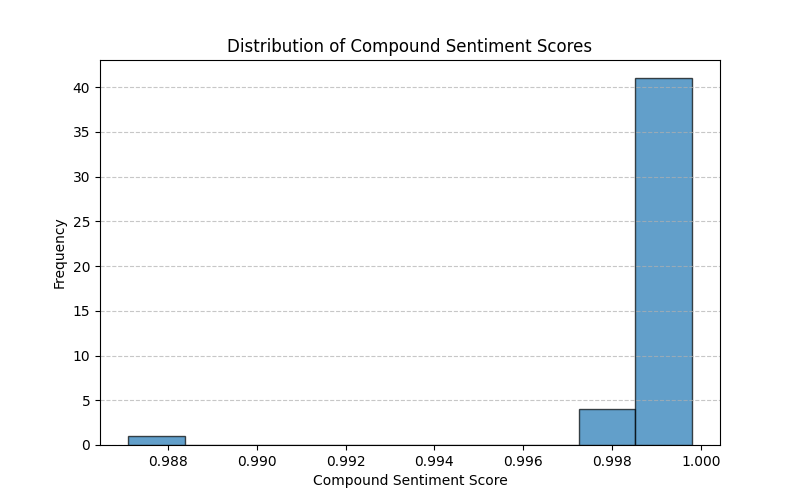 Distribution of Compound Sentiment Scores
40
35
30
25
20
15
10
5
0
Frequency
0.988 0.990 0.992 0.994 0.996 0.998 1.000
Compound Sentiment Score